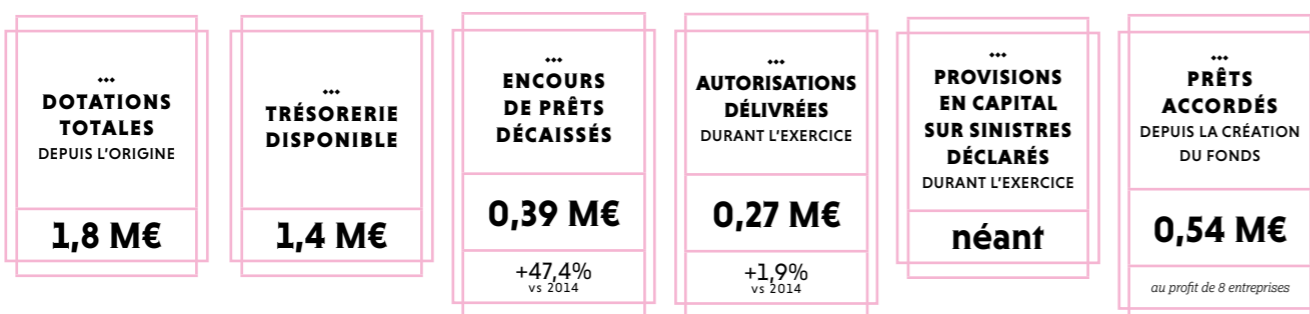 DOTATIONS
TOTALES
DEPUIS L'ORIGINE
1,8 M€
TRÉSORERIE
DISPONIBLE
1,4 M€
ENCOURS
DE PRÊTS
DÉCAISSÉS
0,39 M€
+47,4%
vs 2014
AUTORISATIONS
DÉLIVRÉES
DURANT L'EXERCICE
0,27 M€
+1,9%
vs 2014
PROVISIONS
EN CAPITAL
SUR SINISTRES
DÉCLARÉS
DURANT L'EXERCICE
néant
PRÊTS
ACCORDÉS
DEPUIS LA CRÉATION
DU FONDS
0,54 M€
au profit de 8 entreprises